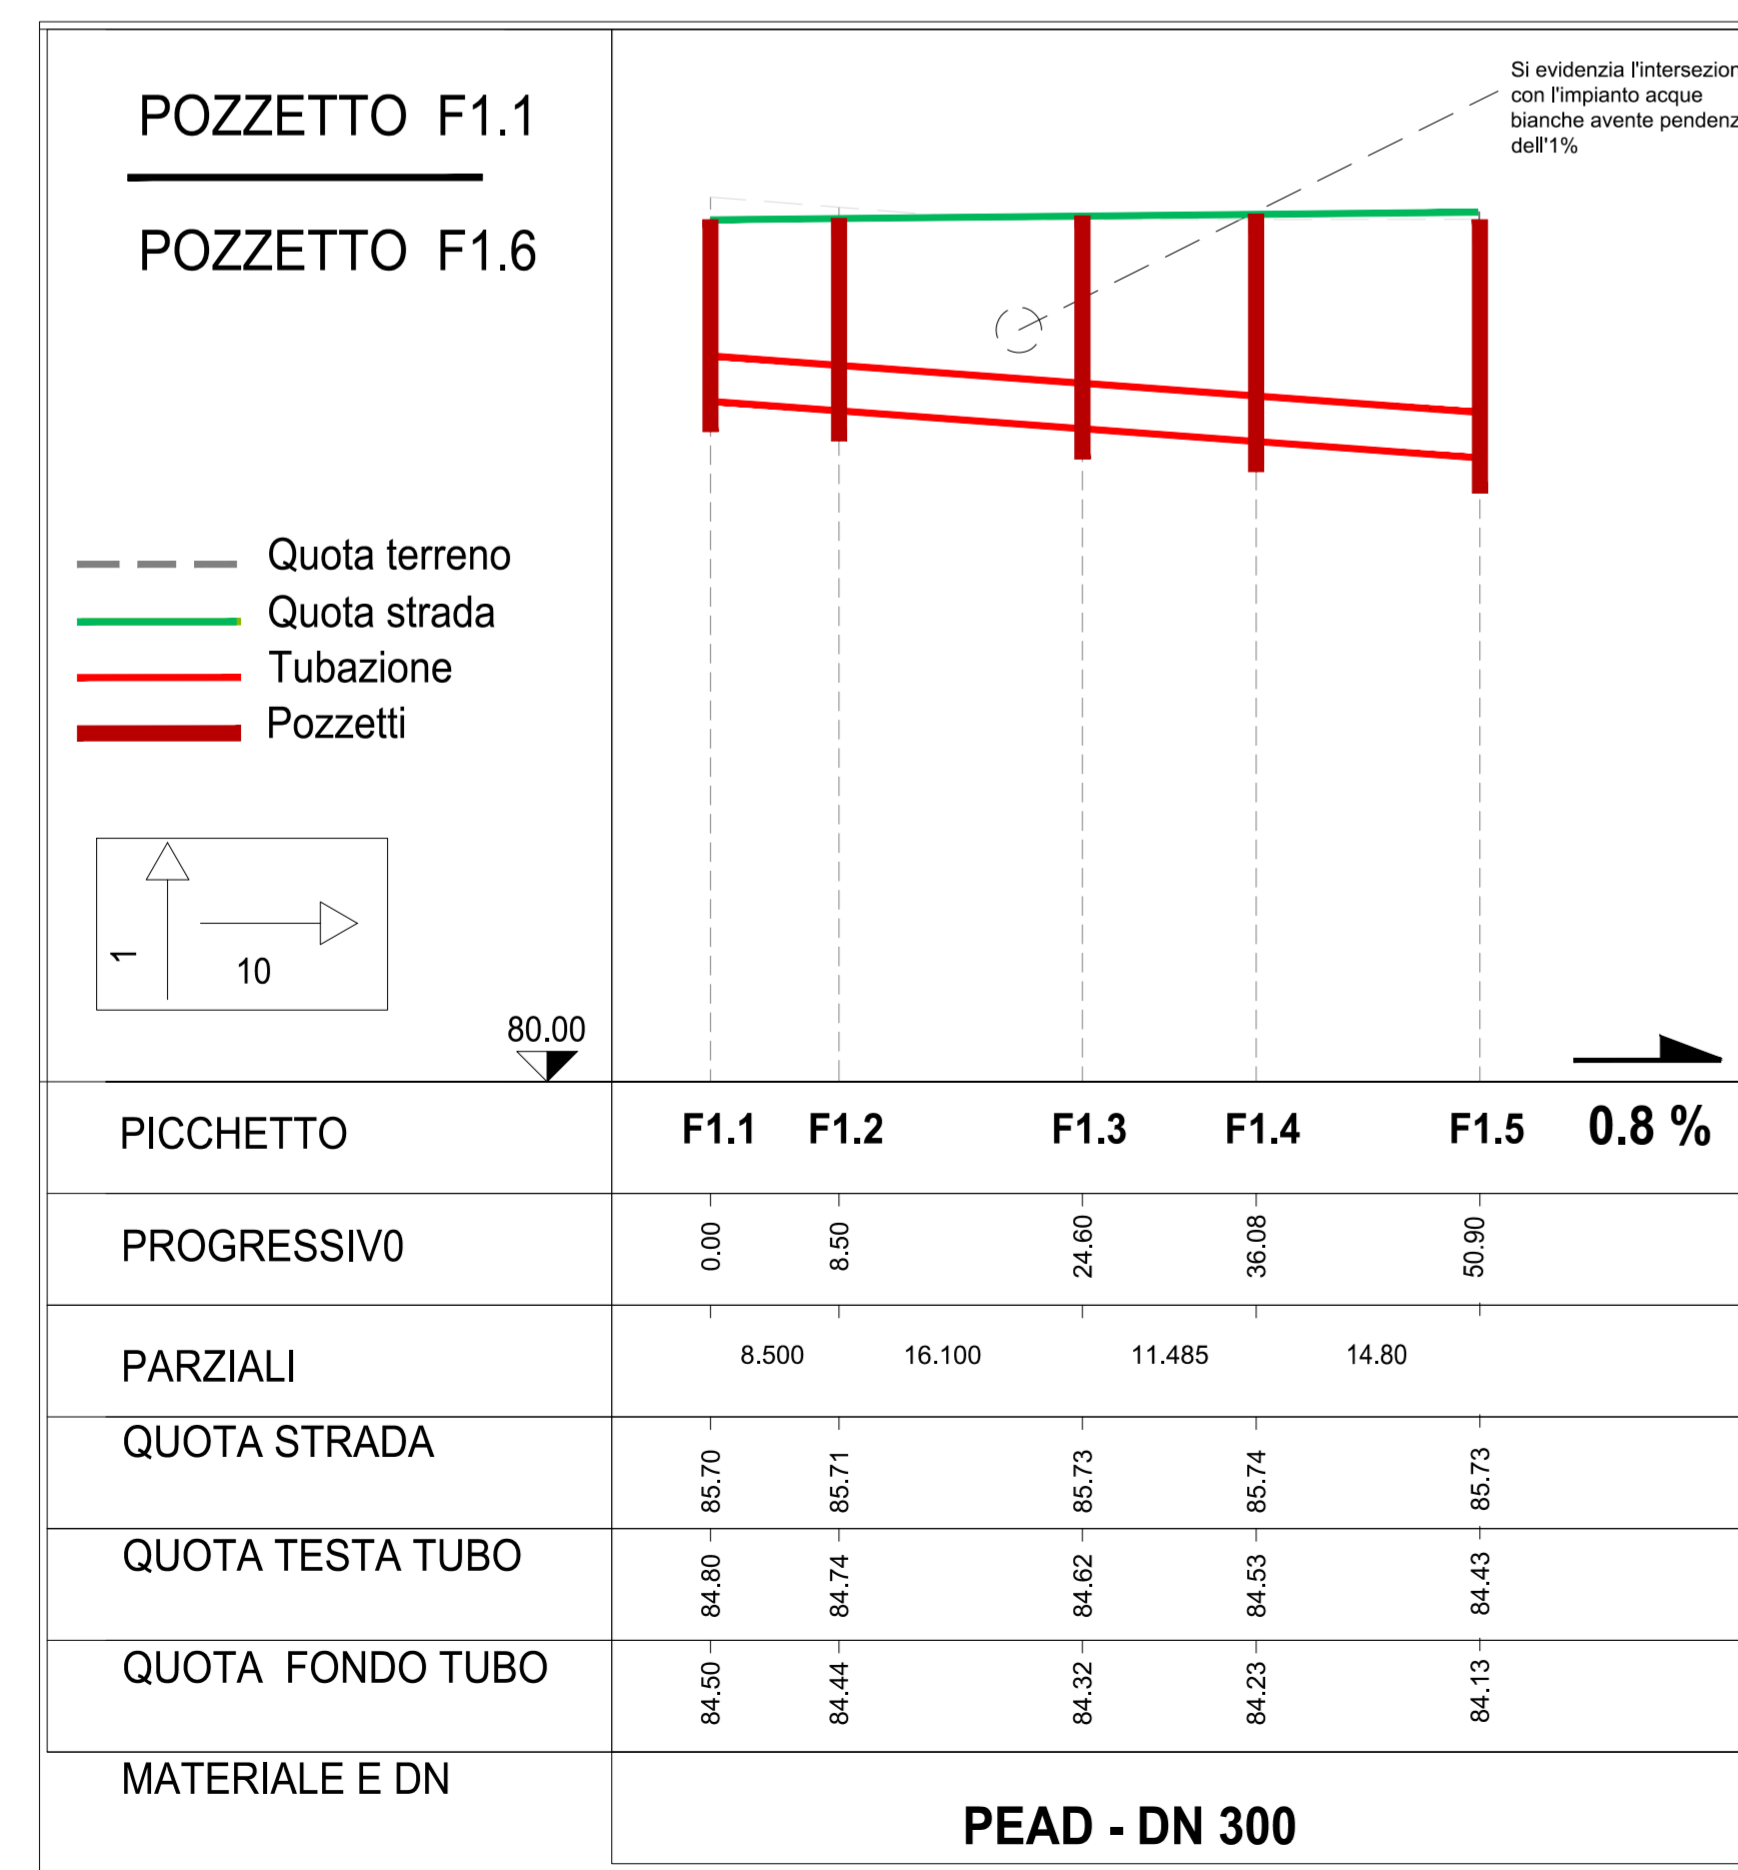 POZZETTO F1.1
POZZETTO F1.6
Si evidenzia l'intersezion
con l'impianto acque
bianche avente pendenz
dell'1%
Quota terreno
Quota strada
Tubazione
Pozzetti
1
10
80.00
PICCHETTO F1.1 F1.2 F1.3 F1.4 F1.5 0.8 %
PROGRESSIV0 0.00 8.50 24.60 36.08 50.90
PARZIALI 8.500 16.100 11.485 14.80
QUOTA STRADA 85.70 85.71 85.73 85.74 85.73
QUOTA TESTA TUBO 84.80 84.74 84.62 84.53 84.43
QUOTA FONDO TUBO 84.50 84.44 84.32 84.23 84.13
MATERIALE E DN
PEAD - DN 300